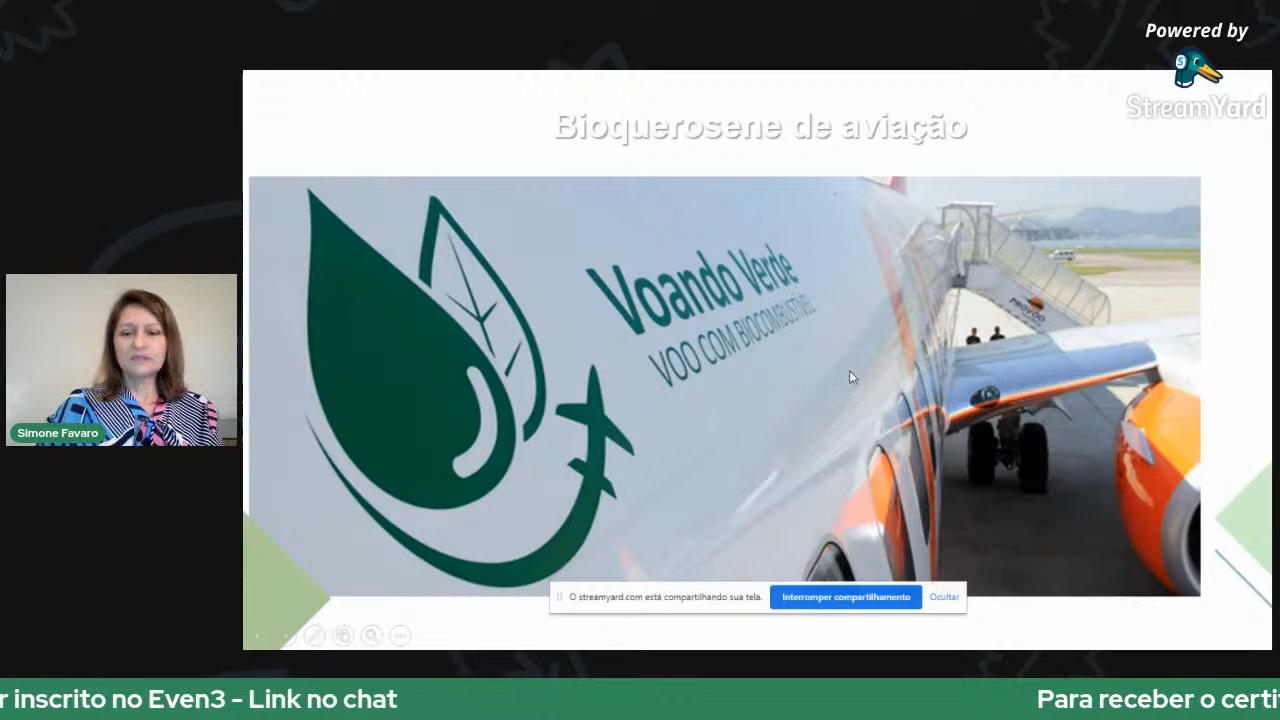 Powered by
StreamYard
Bioquerosene de aviação
Voando Verde
VOO COM BIOCOMBUSTÍVEL
PROVOO
Simone Favaro
O streamyard.com está compartilhando sua tela.
Interromper compartilhamento
Ocultar
r inscrito no Even3 - Link no chat
Para receber o certi